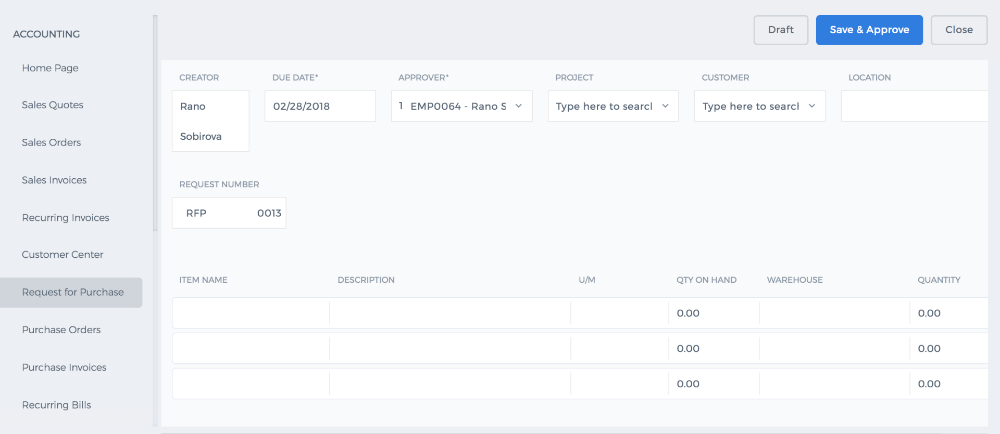 ACCOUNTING
Home Page
Sales Quotes
Sales Orders
Sales Invoices
Recurring Invoices
Customer Center
Request for Purchase
Purchase Orders
Purchase Invoices
Recurring Bills
Draft Save & Approve Close
CREATOR DUE DATE* APPROVER* PROJECT CUSTOMER LOCATION
Rano 02/28/2018 1 EMP0064 - Rano S Type here to searcl Type here to searcl
Sobirova
REQUEST NUMBER
RFP 0013
ITEM NAME DESCRIPTION U/M QTY ON HAND WAREHOUSE QUANTITY
0.00 0.00
0.00 0.00
0.00 0.00